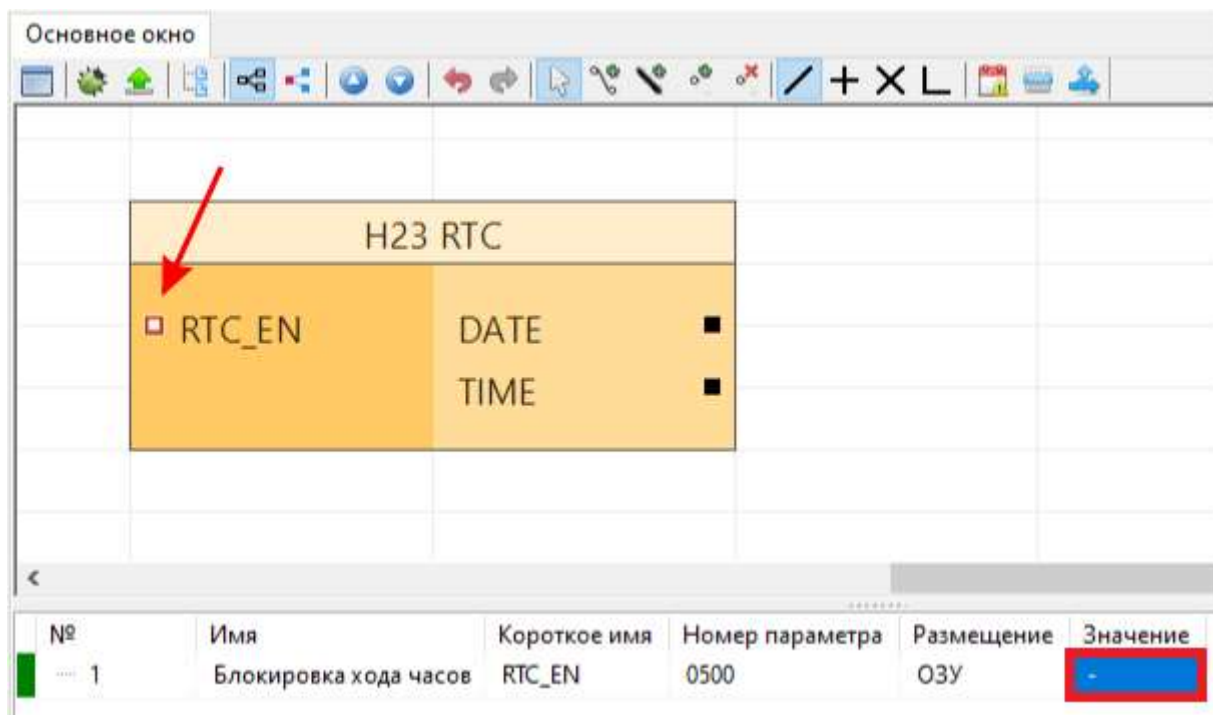 Основное окно
H23 RTC
RTC_EN DATE
TIME
№ Имя Короткое имя Номер параметра Размещение Значение
1 Блокировка хода часов RTC_EN 0500 ОЗУ -